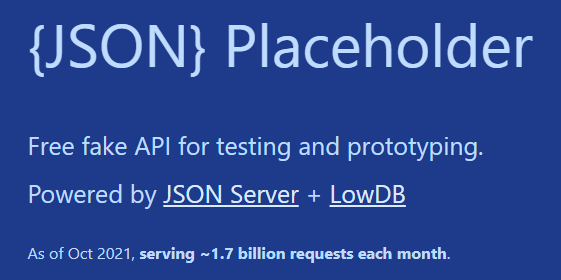 {JSON} Placeholder
Free fake API for testing and prototyping.
Powered by JSON Server + LowDB
As of Oct 2021, serving ~1.7 billion requests each month.